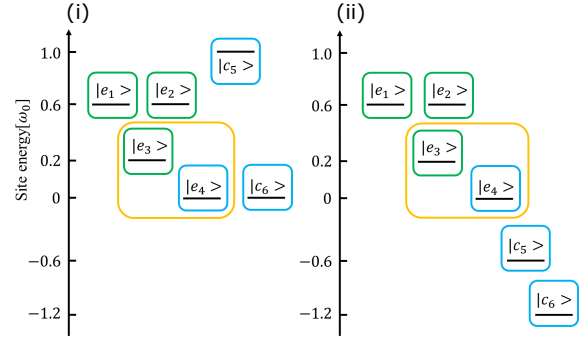 (i)
(ii)
Site energy[ω₀]
1.0
0.6
0.2
0
−0.6
−1.2
|e₁ >
|e₂ >
|c₅ >
|e₃ >
|e₄ >
|c₆ >
1.0
0.6
0.2
0
−0.6
−1.2
|e₁ >
|e₂ >
|e₃ >
|e₄ >
|c₅ >
|c₆ >